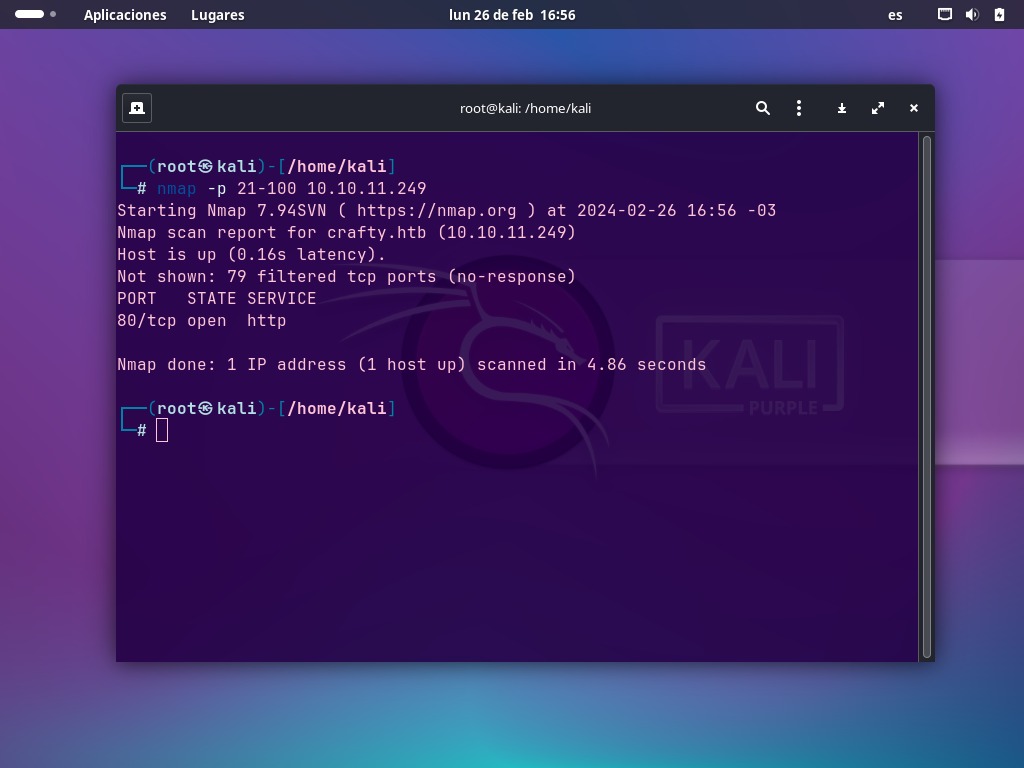 Aplicaciones Lugares lun 26 de feb 16:56 es
root@kali: /home/kali
┌──(root㉿kali)-[/home/kali]
└─# nmap -p 21-100 10.10.11.249
Starting Nmap 7.94SVN ( https://nmap.org ) at 2024-02-26 16:56 -03
Nmap scan report for crafty.htb (10.10.11.249)
Host is up (0.16s latency).
Not shown: 79 filtered tcp ports (no-response)
PORT   STATE SERVICE
80/tcp open  http
Nmap done: 1 IP address (1 host up) scanned in 4.86 seconds
┌──(root㉿kali)-[/home/kali]
└─#
KALI
PURPLE